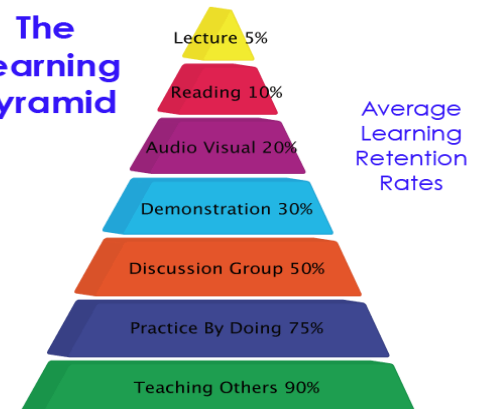 The
earning
yramid
Lecture 5%
Reading 10%
Audio Visual 20%
Demonstration 30%
Discussion Group 50%
Practice By Doing 75%
Teaching Others 90%
Average
Learning
Retention
Rates